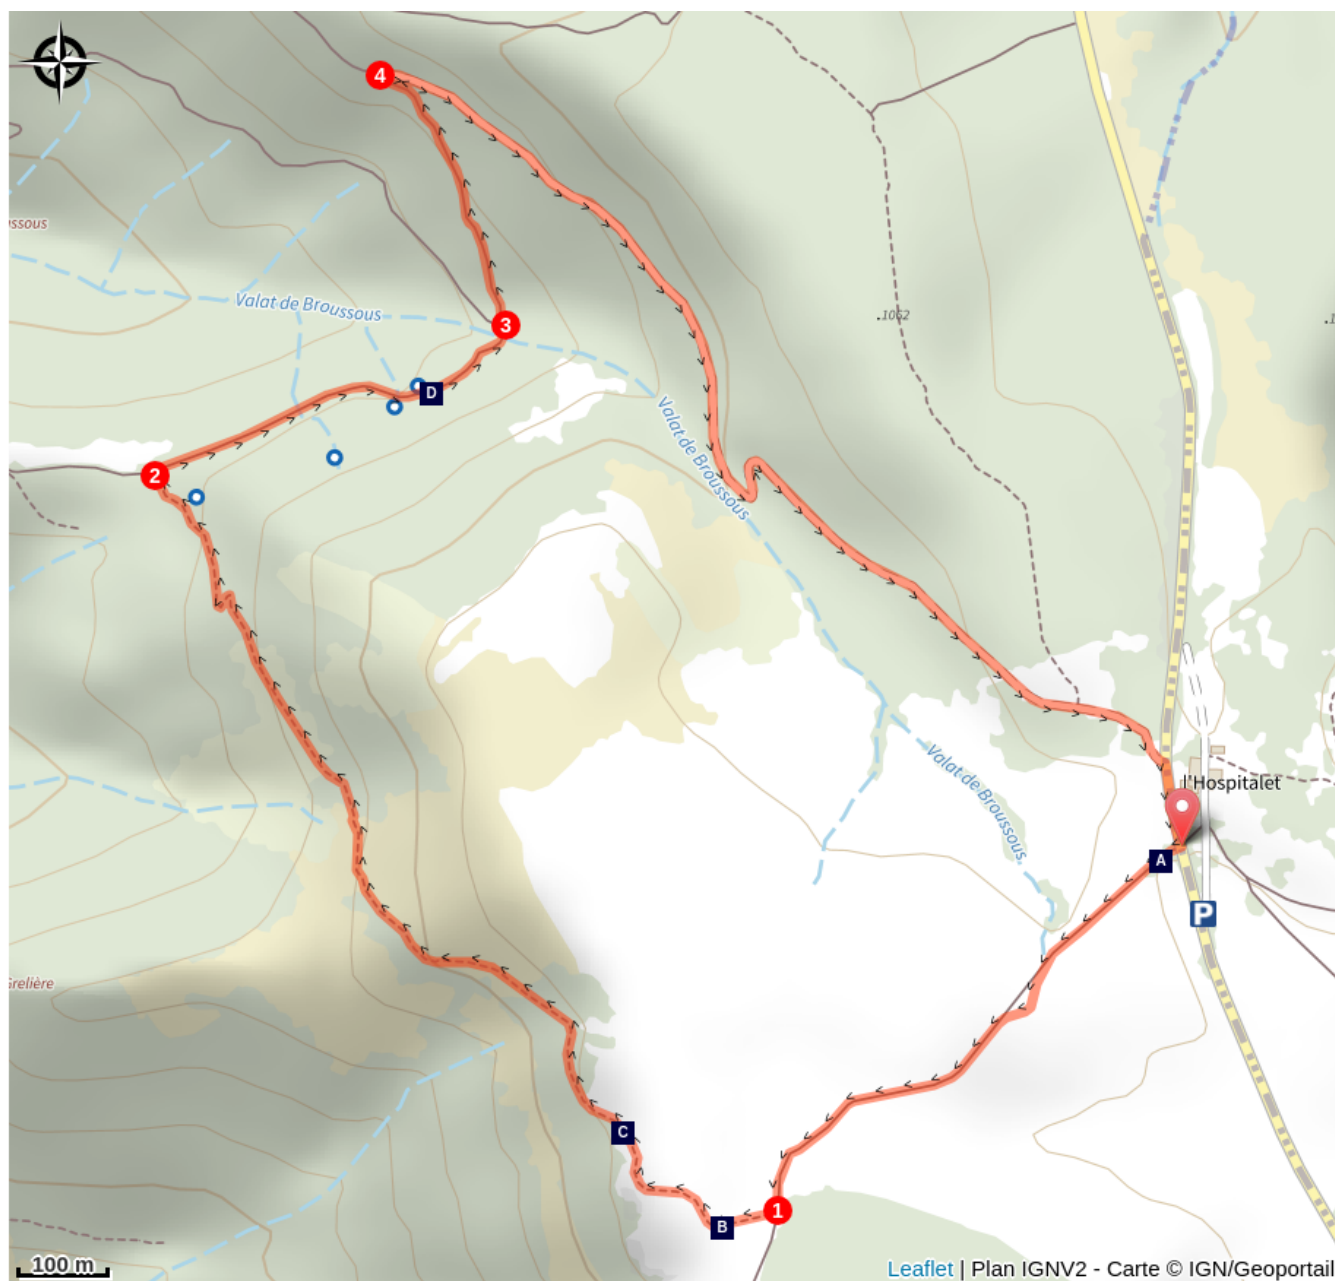 4
ssous
Valat de Broussous
.1062
3
D
Valat de Broussous
2
Valat de Broussous
l'Hospitalet
A
P
Grelière
C
1
B
100 m
Leaflet | Plan IGNV2 - Carte © IGN/Geoportail